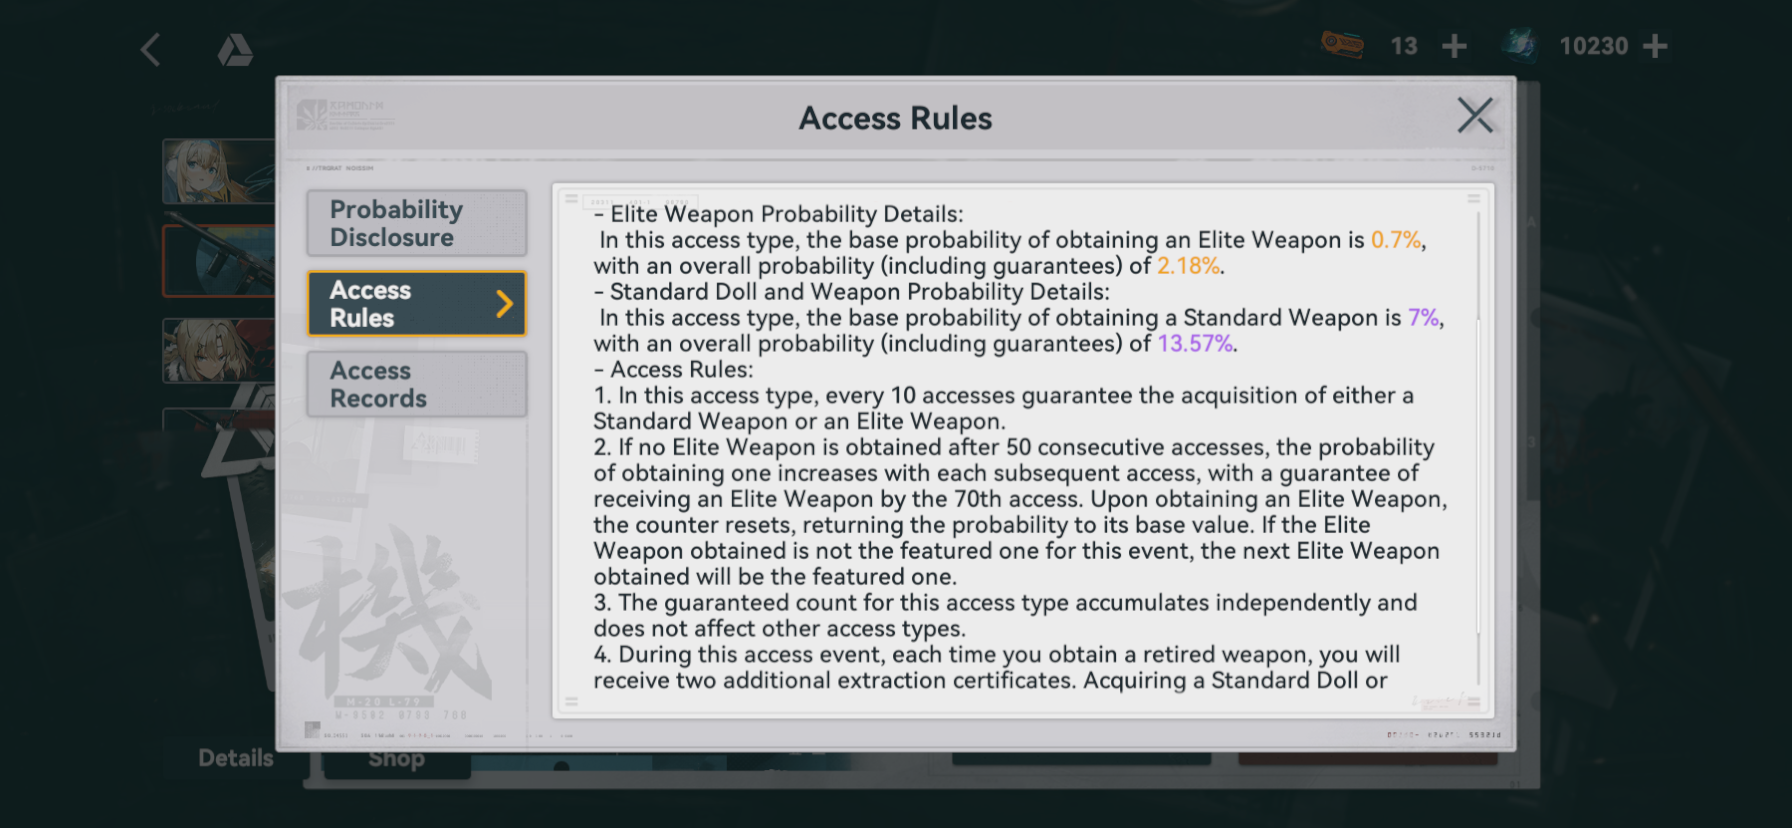 13
10230
Access Rules
Probability
Disclosure
Access
Rules
Access
Records
- Elite Weapon Probability Details:
In this access type, the base probability of obtaining an Elite Weapon is 0.7%,
with an overall probability (including guarantees) of 2.18%.
- Standard Doll and Weapon Probability Details:
In this access type, the base probability of obtaining a Standard Weapon is 7%,
with an overall probability (including guarantees) of 13.57%.
- Access Rules:
1. In this access type, every 10 accesses guarantee the acquisition of either a
Standard Weapon or an Elite Weapon.
2. If no Elite Weapon is obtained after 50 consecutive accesses, the probability
of obtaining one increases with each subsequent access, with a guarantee of
receiving an Elite Weapon by the 70th access. Upon obtaining an Elite Weapon,
the counter resets, returning the probability to its base value. If the Elite
Weapon obtained is not the featured one for this event, the next Elite Weapon
obtained will be the featured one.
3. The guaranteed count for this access type accumulates independently and
does not affect other access types.
4. During this access event, each time you obtain a retired weapon, you will
receive two additional extraction certificates. Acquiring a Standard Doll or
機
M-20 L-79
Details
Shop